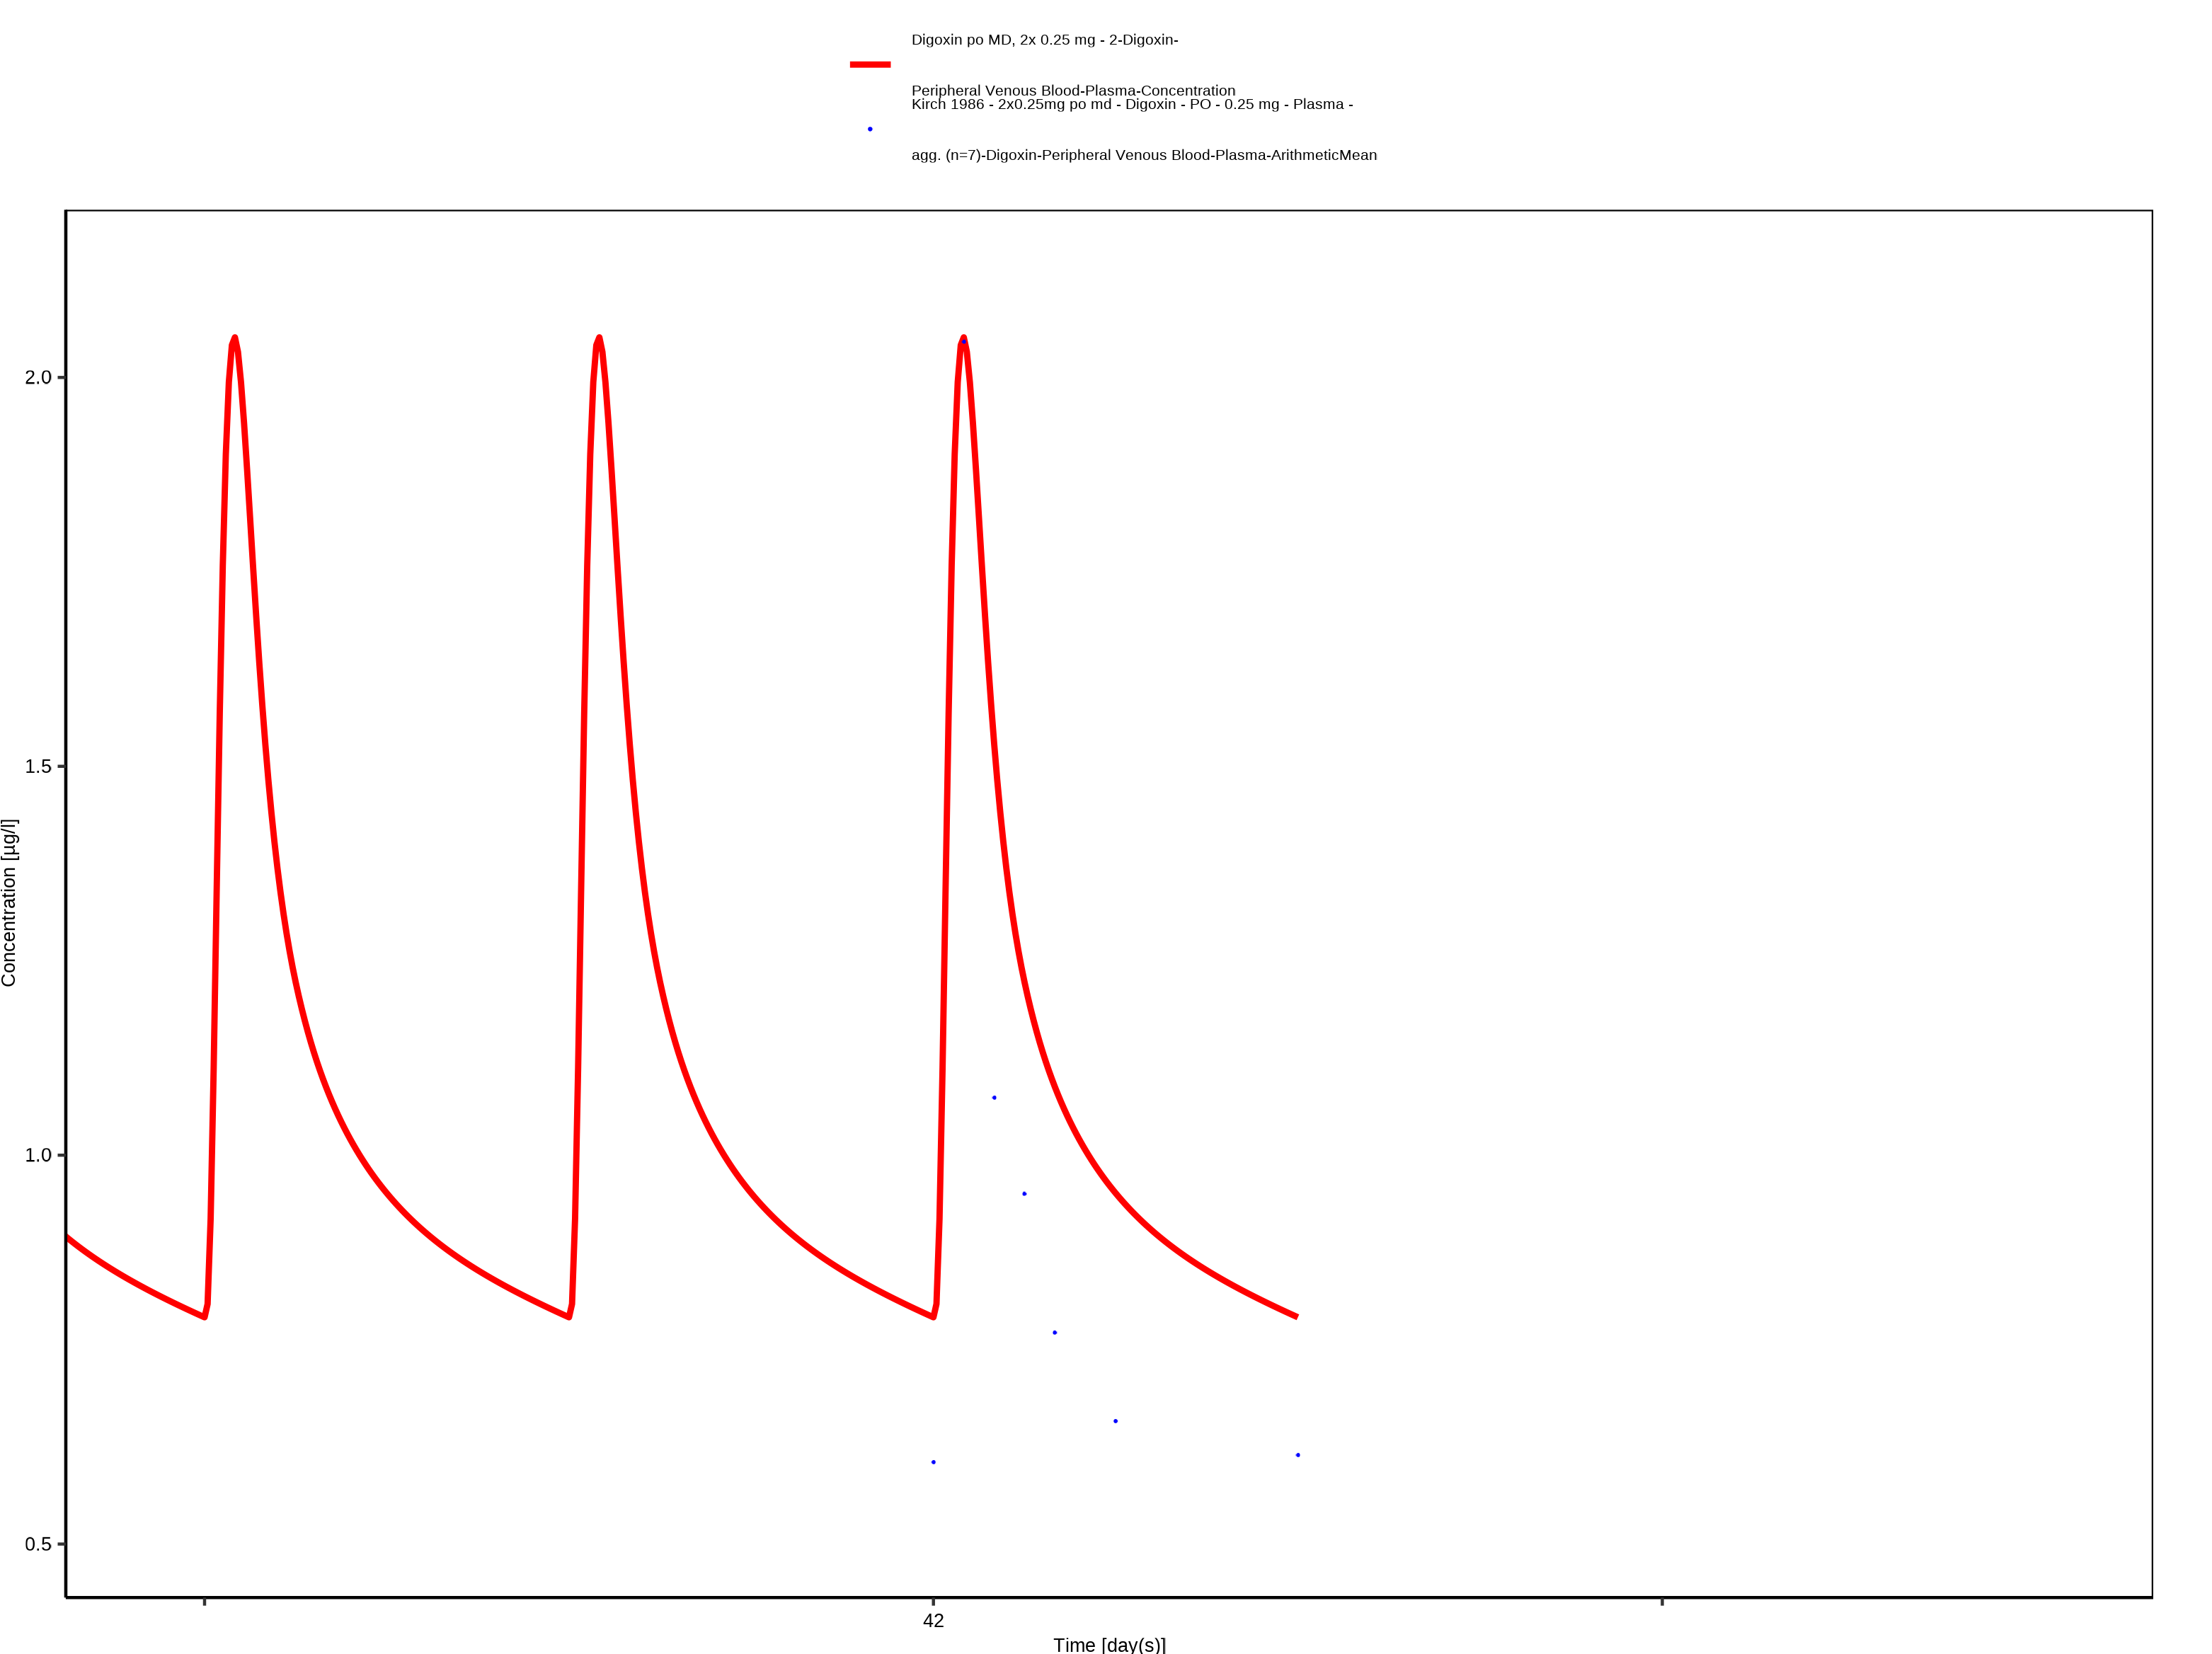 Digoxin po MD, 2x 0.25 mg - 2-Digoxin-
Peripheral Venous Blood-Plasma-Concentration
Kirch 1986 - 2x0.25mg po md - Digoxin - PO - 0.25 mg - Plasma -
agg. (n=7)-Digoxin-Peripheral Venous Blood-Plasma-ArithmeticMean
2.0
1.5
1.0
0.5
Concentration [µg/l]
42
Time [day(s)]